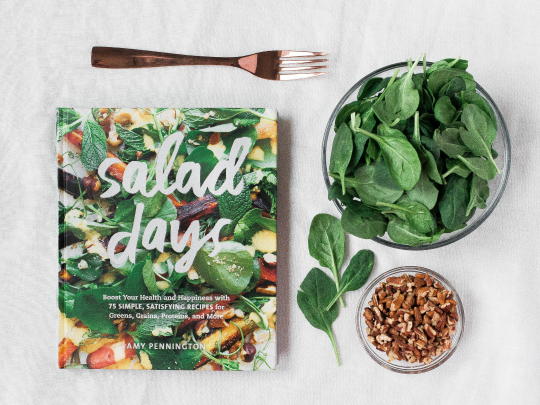 salad
days
Boost Your Health and Happiness with
75 SIMPLE, SATISFYING RECIPES for
Greens, Grains, Proteins, and More
AMY PENNINGTON